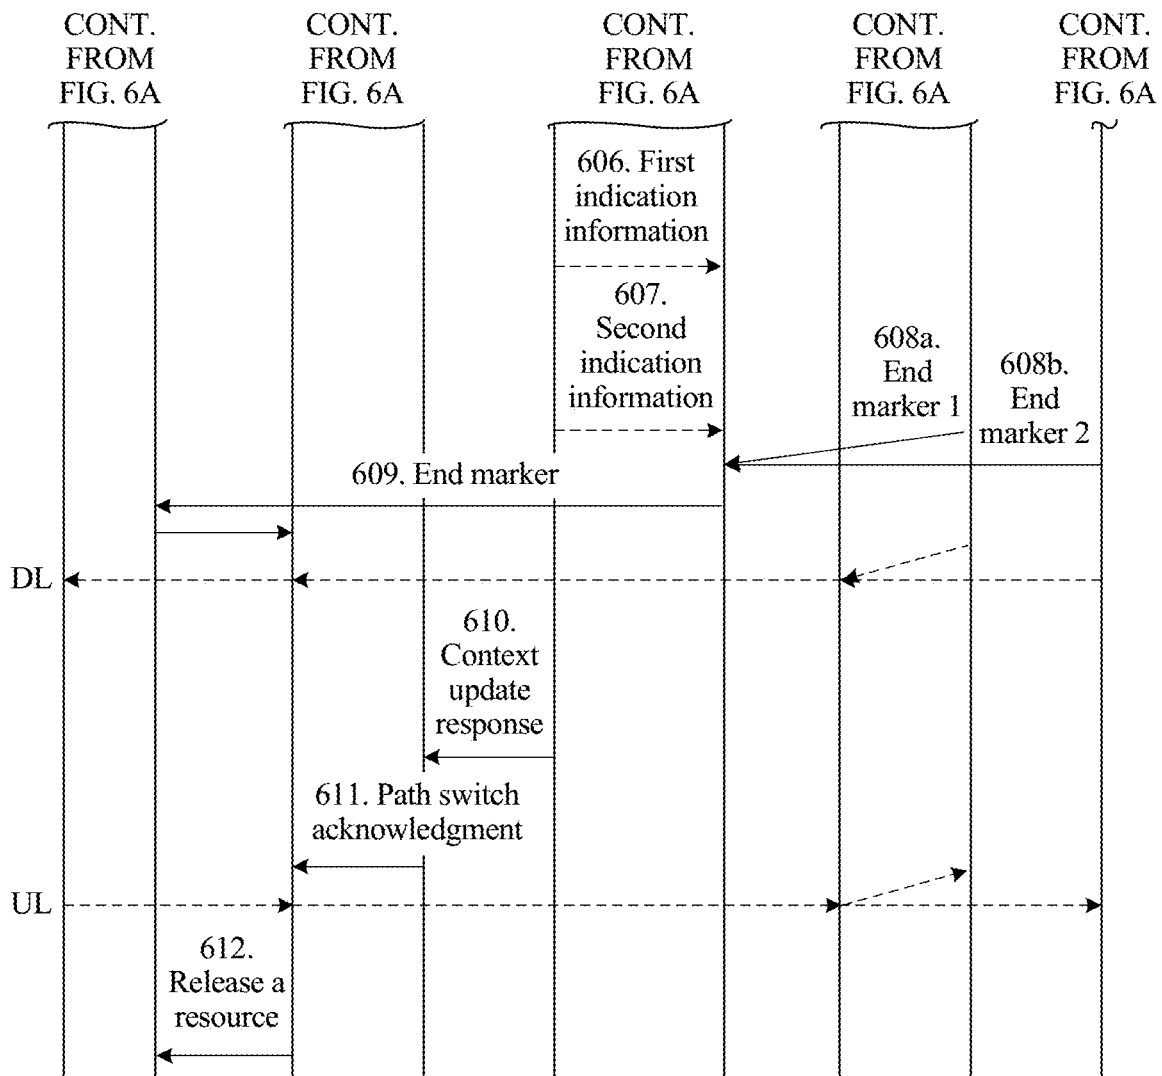 CONT. FROM FIG. 6A
CONT. FROM FIG. 6A
CONT. FROM FIG. 6A
CONT. FROM FIG. 6A
CONT. FROM FIG. 6A
606. First
indication
information
607.
Second
indication
information
608a.
End
marker 1
608b.
End
marker 2
609. End marker
DL
610.
Context
update
response
611. Path switch
acknowledgment
UL
612.
Release a
resource